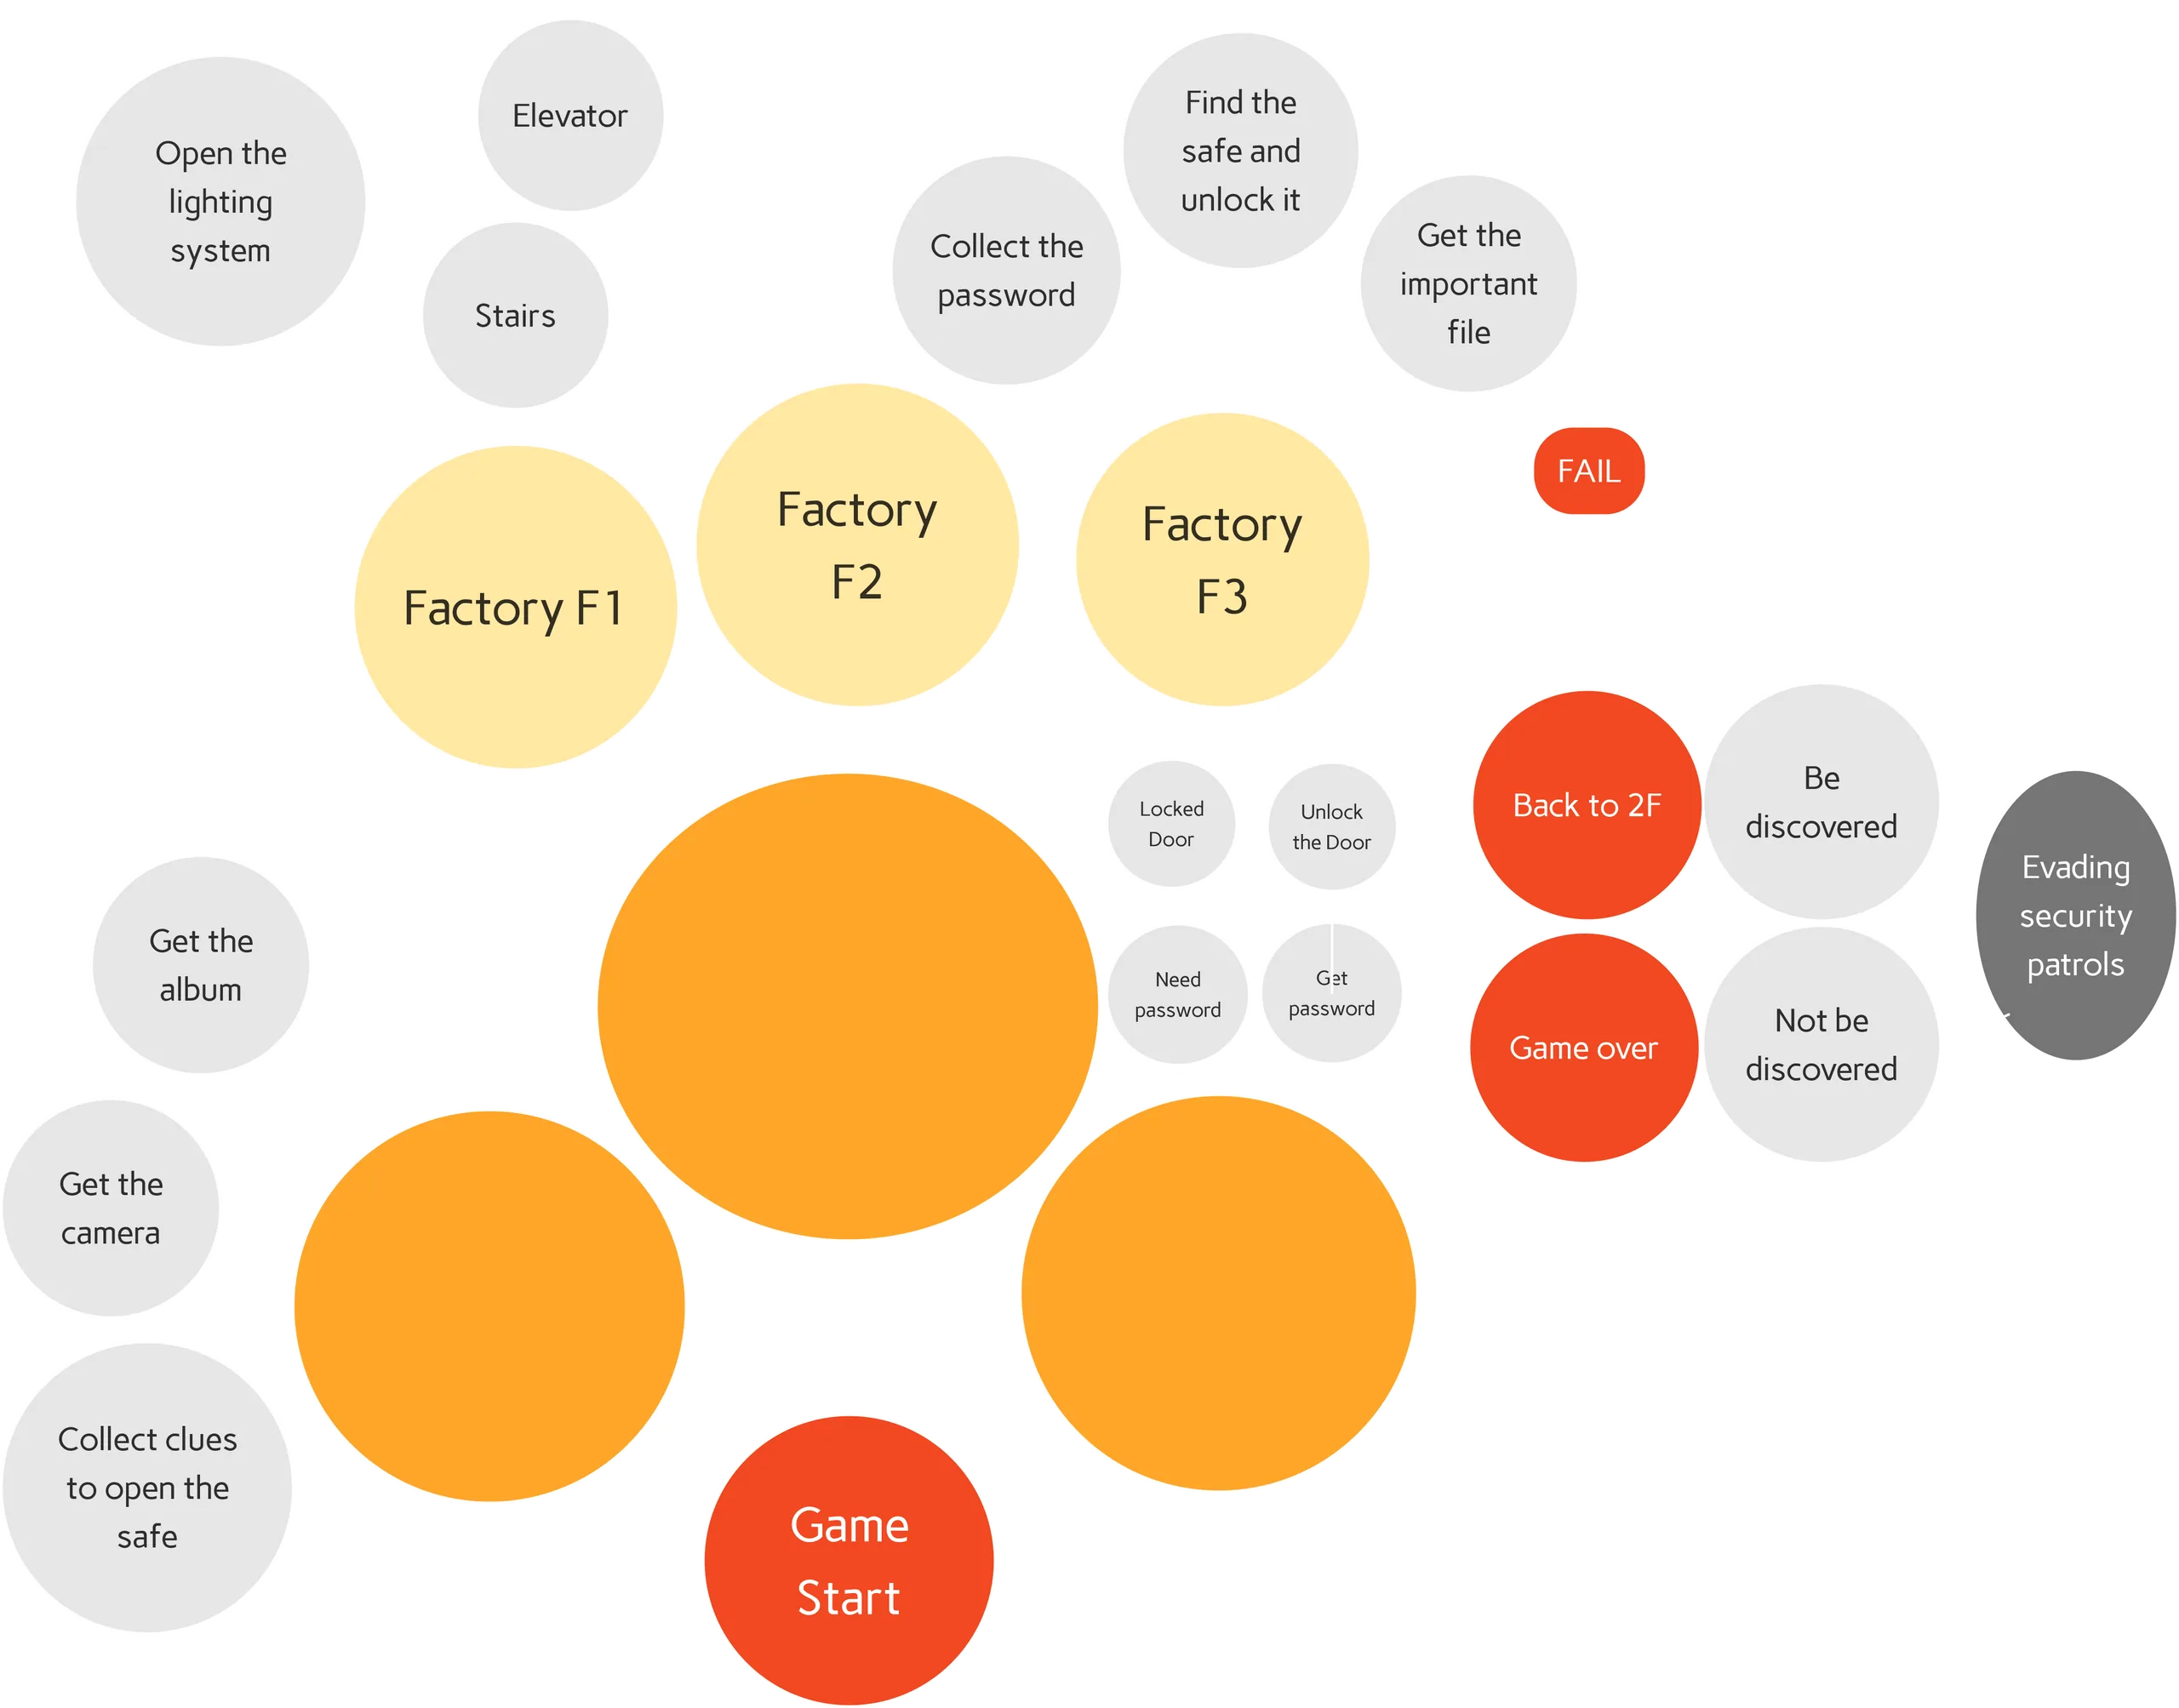 Elevator
Find the
safe and
unlock it
Open the
lighting
system
Collect the
password
Get the
important
file
Stairs
FAIL
Factory
F2
Factory
F3
Factory F1
Back to 2F
Be
discovered
Locked
Door
Unlock
the Door
Evading
security
patrols
Get the
album
Need
password
Get
password
Game over
Not be
discovered
Get the
camera
Collect clues
to open the
safe
Game
Start